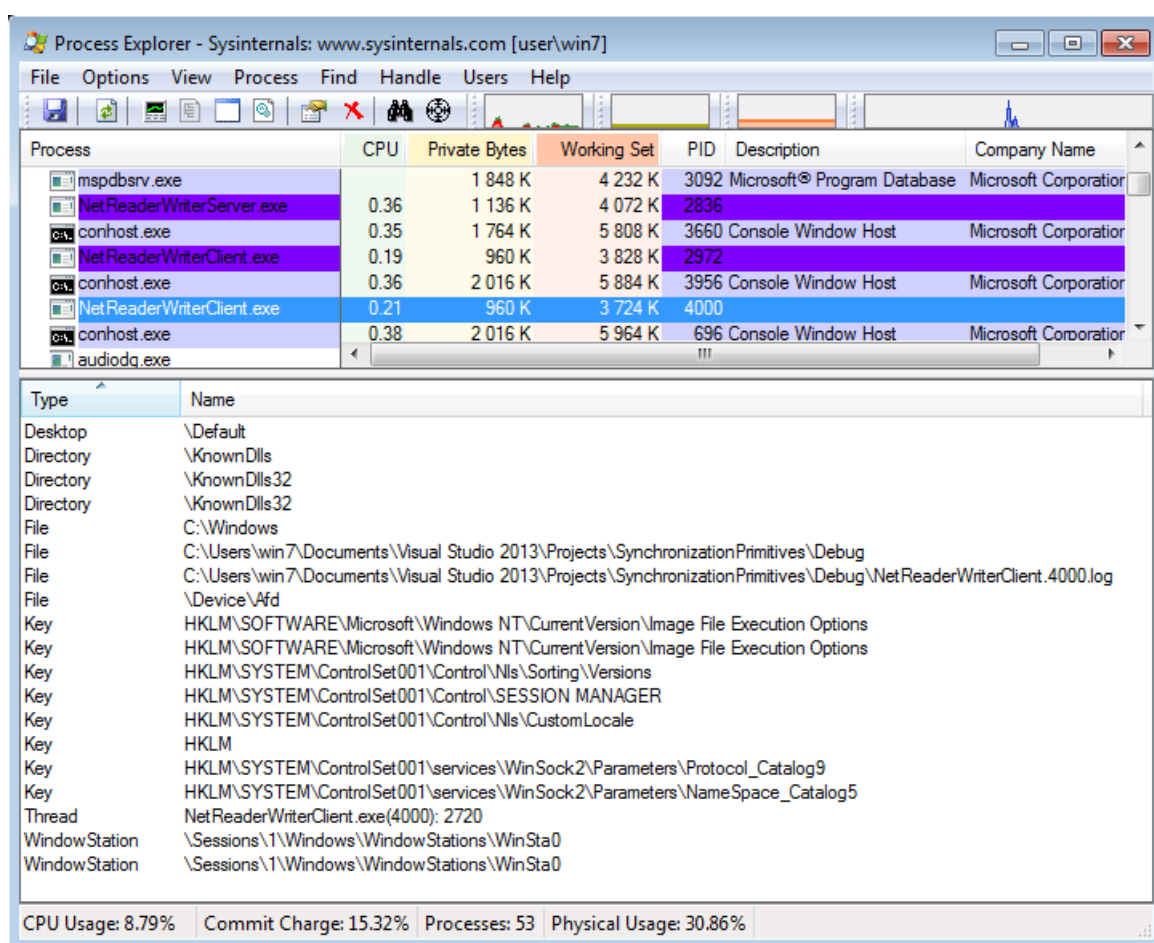 Process Explorer - Sysinternals: www.sysinternals.com [user\win7]
File Options View Process Find Handle Users Help
Process CPU Private Bytes Working Set PID Description Company Name
mspdbsrv.exe 1 848 K 4 232 K 3092 Microsoft® Program Database Microsoft Corporation
NetReaderWriterServer.exe 0.36 1 136 K 4 072 K 2836
conhost.exe 0.35 1 764 K 5 808 K 3660 Console Window Host Microsoft Corporation
NetReaderWriterClient.exe 0.19 960 K 3 828 K 2972
conhost.exe 0.36 2 016 K 5 884 K 3956 Console Window Host Microsoft Corporation
NetReaderWriterClient.exe 0.21 960 K 3 724 K 4000
conhost.exe 0.38 2 016 K 5 964 K 696 Console Window Host Microsoft Corporation
audiodg.exe
Type Name
Desktop \Default
Directory \KnownDlls
Directory \KnownDlls32
Directory \KnownDlls32
File C:\Windows
File C:\Users\win7\Documents\Visual Studio 2013\Projects\SynchronizationPrimitives\Debug
File C:\Users\win7\Documents\Visual Studio 2013\Projects\SynchronizationPrimitives\Debug\NetReaderWriterClient.4000.log
File \Device\Afd
Key HKLM\SOFTWARE\Microsoft\Windows NT\CurrentVersion\Image File Execution Options
Key HKLM\SOFTWARE\Microsoft\Windows NT\CurrentVersion\Image File Execution Options
Key HKLM\SYSTEM\ControlSet001\Control\Nls\Sorting\Versions
Key HKLM\SYSTEM\ControlSet001\Control\SESSION MANAGER
Key HKLM\SYSTEM\ControlSet001\Control\Nls\CustomLocale
Key HKLM
Key HKLM\SYSTEM\ControlSet001\services\WinSock2\Parameters\Protocol_Catalog9
Key HKLM\SYSTEM\ControlSet001\services\WinSock2\Parameters\NameSpace_Catalog5
Thread NetReaderWriterClient.exe(4000): 2720
WindowStation \Sessions\1\Windows\WindowStations\WinSta0
WindowStation \Sessions\1\Windows\WindowStations\WinSta0
CPU Usage: 8.79% Commit Charge: 15.32% Processes: 53 Physical Usage: 30.86%